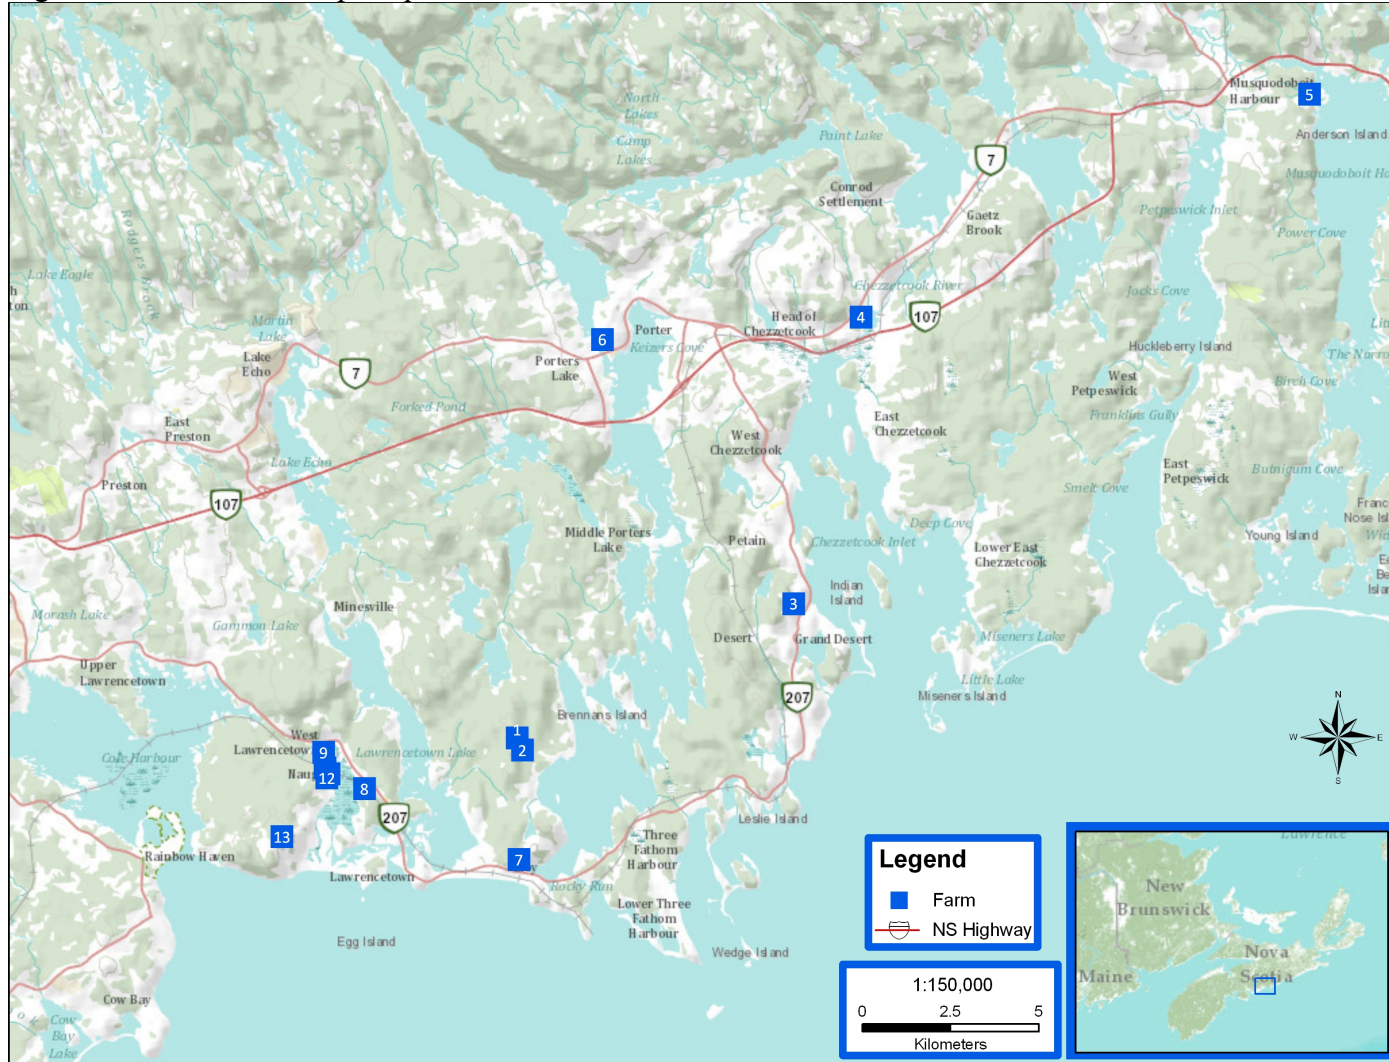 Musquodoboit
Harbour
5
Anderson Island
North
Lakes
Camp
Lakes
Paint Lake
7
Conrod
Settlement
Musquodoboit
Gaetz
Brook
Petpeswick Inlet
Power Cove
Rodgers Brook
Lake Eagle
Chezzetcook River
Jocks Cove
Martin
Lake
Head of
Chezzetcook
4
107
Porter
Keizers Cove
6
Huckleberry Island
The Narro
Lake
Echo
7
Porters
Lake
West
Petpeswick
Birch Cove
Forked Pond
Franklins Gully
East
Preston
East
Chezzetcook
West
Chezzetcook
Lake Echo
East
Petpeswick
Butnigum Cove
Preston
107
Smelt Cove
Franc
Nose Isl
Deep Cove
Middle Porters
Lake
Petain
Chezzetcook Inlet
Young Island
Lower East
Chezzetcook
Indian
Island
Minesville
3
Morash Lake
Gammon Lake
Desert
Grand Desert
Miseners Lake
Upper
Lawrencetown
Little Lake
207
Miseners Island
Brennans Island
N
W
E
S
1
2
West
Lawrencetown
9
Lawrencetown Lake
Cole Harbour
12
8
207
Leslie Island
13
Three
Fathom
Harbour
Rainbow Haven
7
Lawrencetown
Rocky Run
Lower Three
Fathom
Harbour
Egg Island
Wedge Island
Cow Bay
Cow
Bay
Lake
Legend
Farm
NS Highway
1:150,000
0
2.5
5
Kilometers
Lawrence
New
Brunswick
Nova
Scotia
Maine